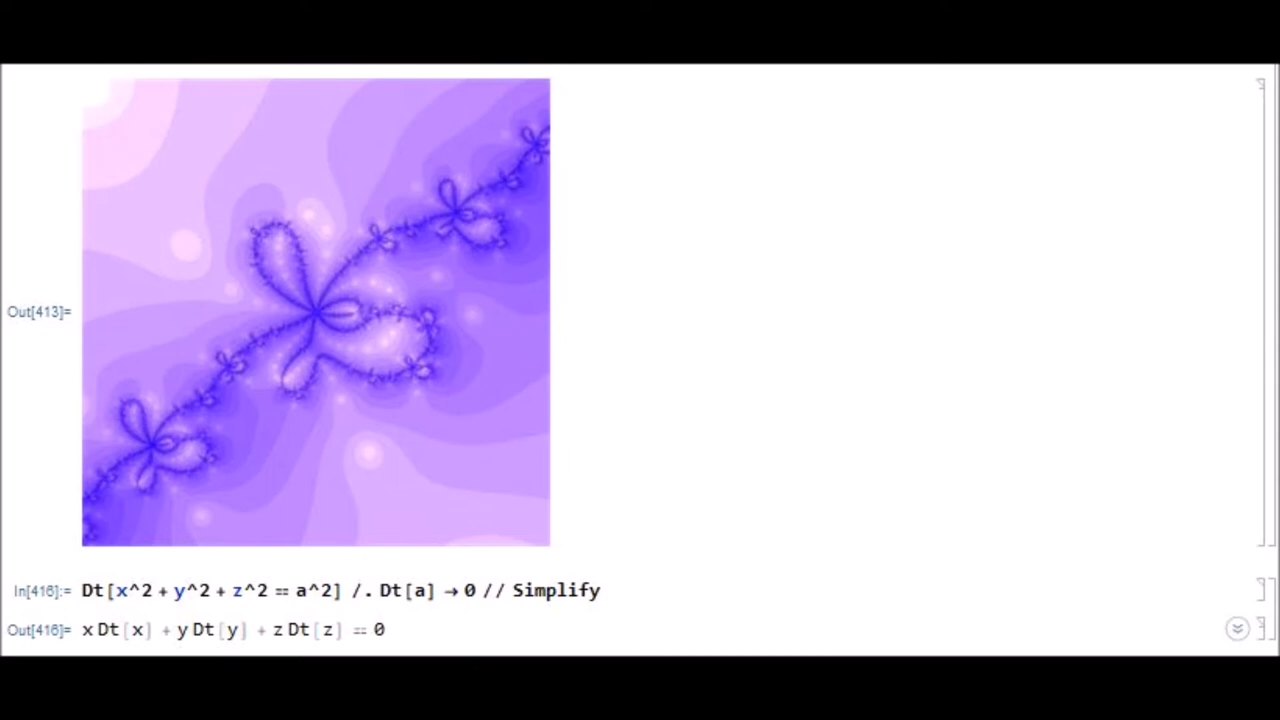 Out[413]=
In[416]:= Dt[x^2 + y^2 + z^2 == a^2] /. Dt[a] → 0 // Simplify
Out[416]= x Dt[x] + y Dt[y] + z Dt[z] == 0